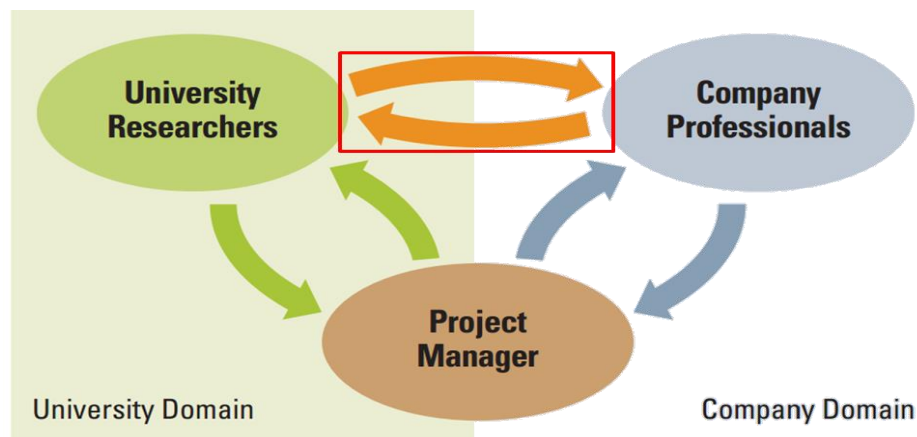 University
Researchers
Company
Professionals
Project
Manager
University Domain
Company Domain